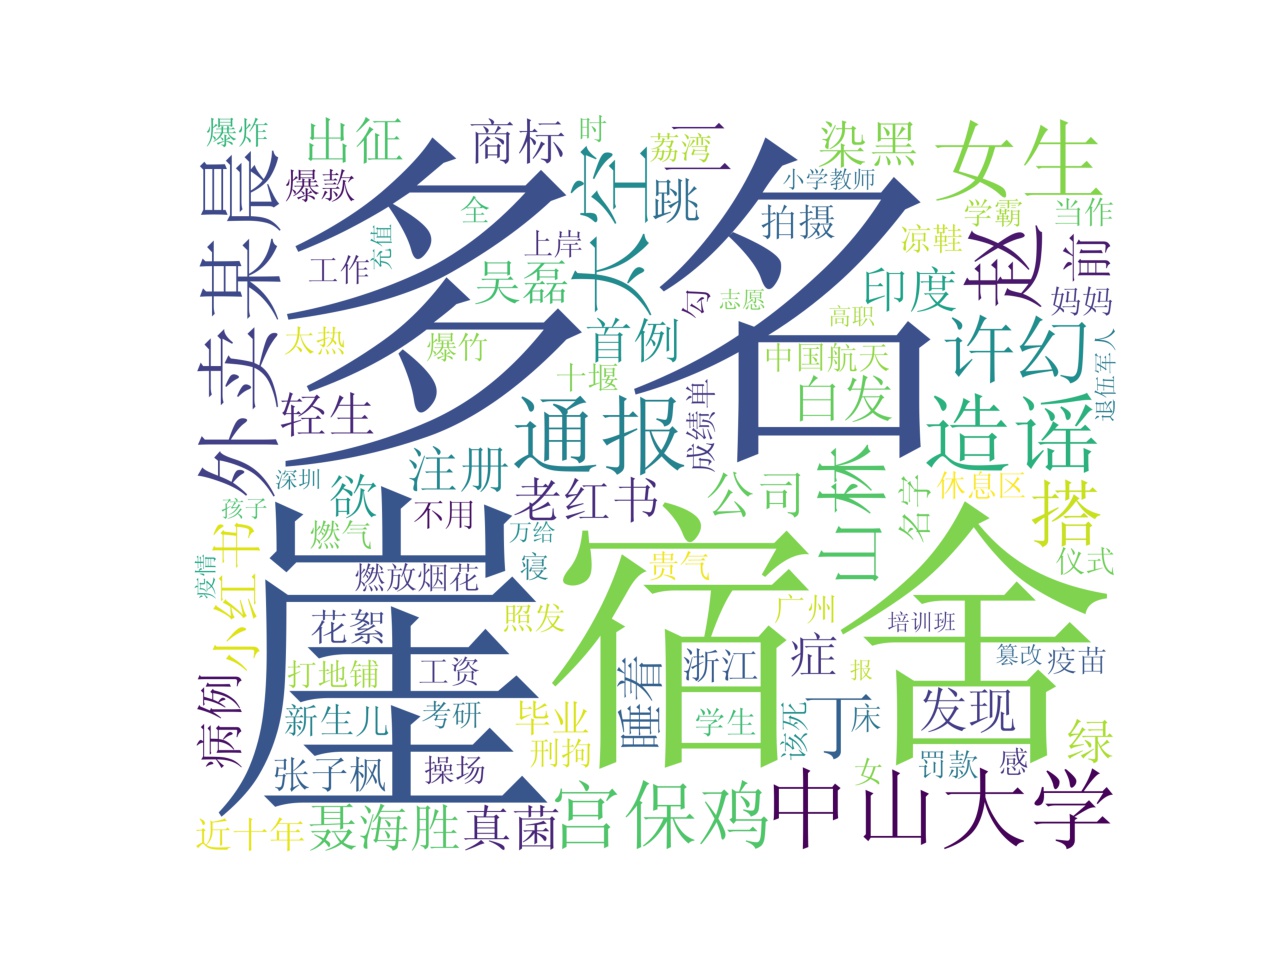 爆炸
出征
商标
时
荔湾
二
染黑
女生
晨
某
爆款
多名
全
太空
跳
小学教师
拍摄
学霸
当作
凉鞋
赵
前
充值
工作
上岸
吴磊
勾
志愿
印度
妈妈
高职
外卖
太热
爆竹
首例
中国航天
许幻
退伍军人
十堰
白发
轻生
通报
成绩单
造谣
注册
山林
深圳
欲
不用
老红书
公司
名字
休息区
搭
孩子
燃气
万给
崖
宿舍
小红书
疫情
燃放烟花
寝
贵气
仪式
花絮
照发
广州
培训班
症
打地铺
工资
睡着
浙江
报
篡改
疫苗
病例
新生儿
考研
毕业
学生
该死
丁
床
发现
绿
刑拘
张子枫
操场
女
罚款
感
近十年
聂海胜
真菌
宫保鸡
中山大学